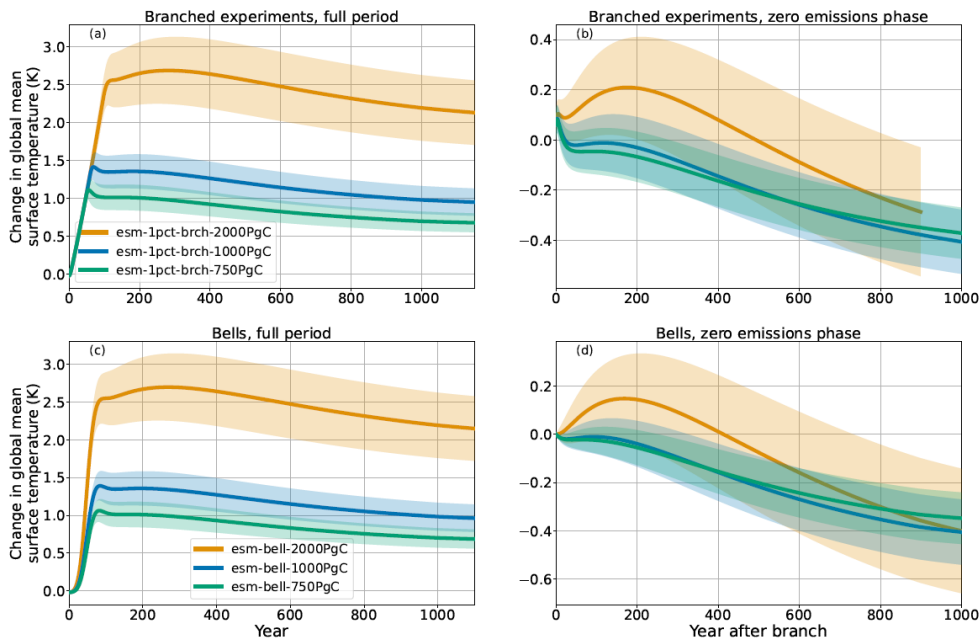 Branched experiments, full period
(a)
Change in global mean
surface temperature (K)
3.0
2.5
2.0
1.5
1.0
0.5
0.0
esm-1pct-brch-2000PgC
esm-1pct-brch-1000PgC
esm-1pct-brch-750PgC
0 200 400 600 800 1000
Branched experiments, zero emissions phase
(b)
0.4
0.2
0.0
−0.2
−0.4
0 200 400 600 800 1000
Bells, full period
(c)
Change in global mean
surface temperature (K)
3.0
2.5
2.0
1.5
1.0
0.5
0.0
esm-bell-2000PgC
esm-bell-1000PgC
esm-bell-750PgC
0 200 400 600 800 1000
Year
Bells, zero emissions phase
(d)
0.2
0.0
−0.2
−0.4
−0.6
0 200 400 600 800 1000
Year after branch